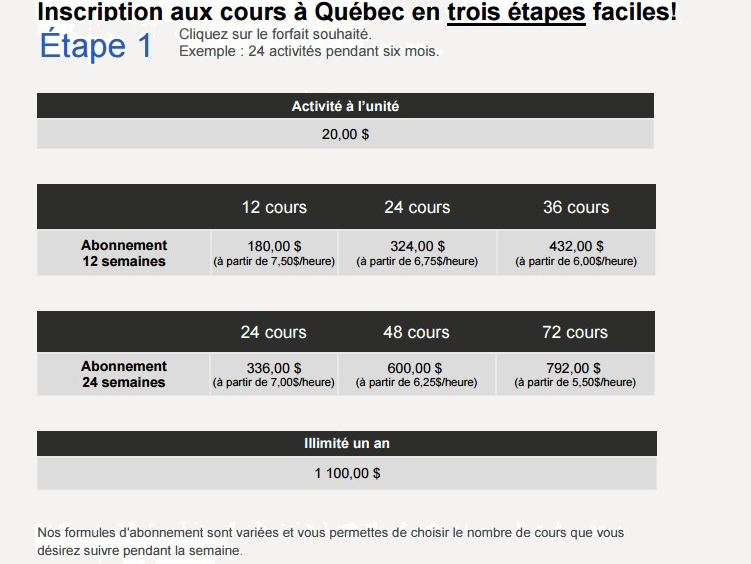 Inscription aux cours à Québec en trois étapes faciles!
Étape 1
Cliquez sur le forfait souhaité.
Exemple : 24 activités pendant six mois.
Activité à l'unité
20,00 $
12 cours 24 cours 36 cours
Abonnement 180,00 $ 324,00 $ 432,00 $
12 semaines (à partir de 7,50$/heure) (à partir de 6,75$/heure) (à partir de 6,00$/heure)
24 cours 48 cours 72 cours
Abonnement 336,00 $ 600,00 $ 792,00 $
24 semaines (à partir de 7,00$/heure) (à partir de 6,25$/heure) (à partir de 5,50$/heure)
Illimité un an
1 100,00 $
Nos formules d'abonnement sont variées et vous permettes de choisir le nombre de cours que vous
désirez suivre pendant la semaine.